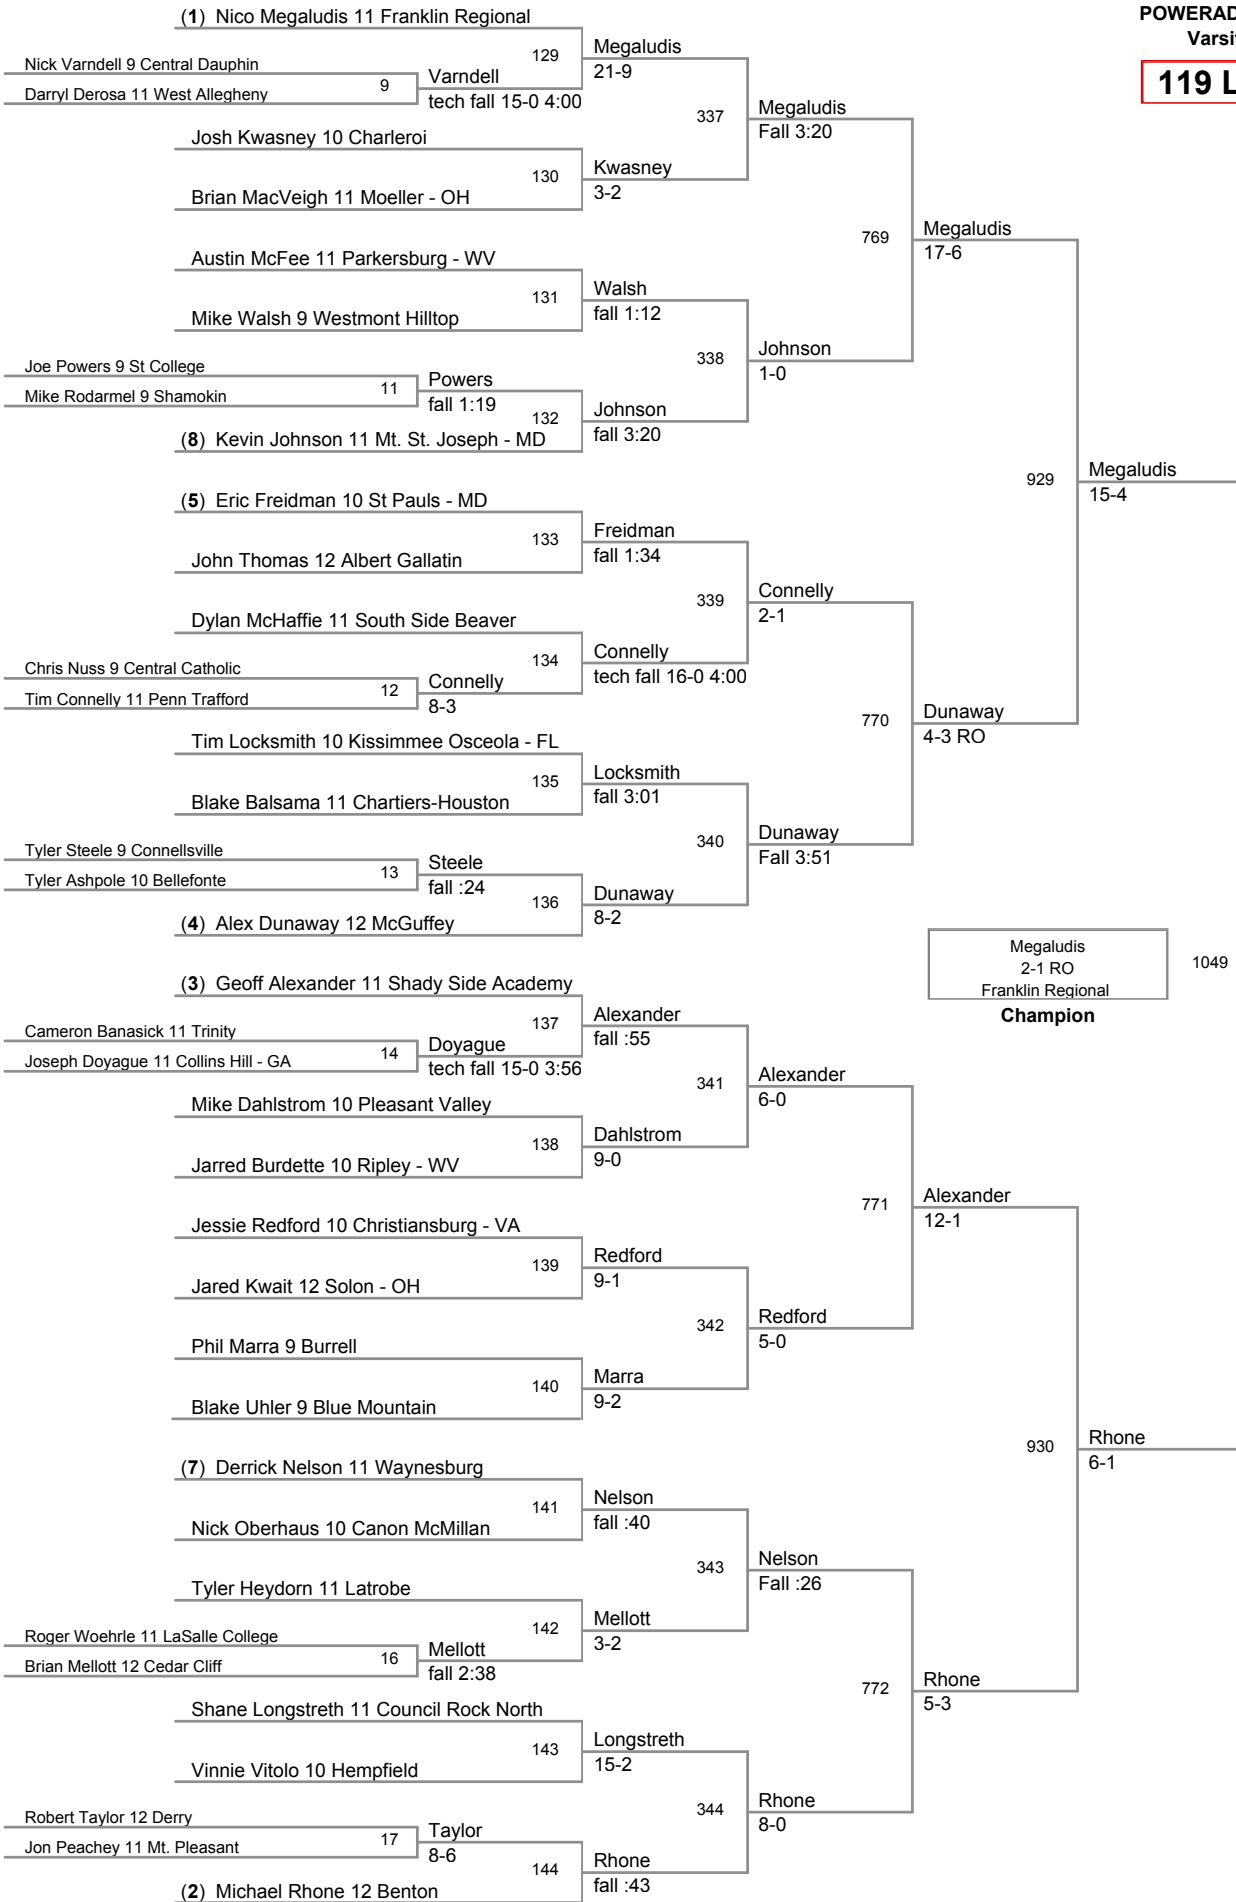 (1) Nico Megaludis 11 Franklin Regional
POWERAD
Varsi
119 L
129
Megaludis
21-9
Nick Varndell 9 Central Dauphin
9
Varndell
Darryl Derosa 11 West Allegheny
tech fall 15-0 4:00
337
Megaludis
Fall 3:20
Josh Kwasney 10 Charleroi
130
Kwasney
3-2
Brian MacVeigh 11 Moeller - OH
769
Megaludis
17-6
Austin McFee 11 Parkersburg - WV
131
Walsh
fall 1:12
Mike Walsh 9 Westmont Hilltop
338
Johnson
1-0
Joe Powers 9 St College
11
Powers
Mike Rodarmel 9 Shamokin
fall 1:19
132
Johnson
fall 3:20
(8) Kevin Johnson 11 Mt. St. Joseph - MD
929
Megaludis
15-4
(5) Eric Freidman 10 St Pauls - MD
133
Freidman
fall 1:34
John Thomas 12 Albert Gallatin
339
Connelly
2-1
Dylan McHaffie 11 South Side Beaver
134
Connelly
tech fall 16-0 4:00
Chris Nuss 9 Central Catholic
12
Connelly
Tim Connelly 11 Penn Trafford
8-3
770
Dunaway
4-3 RO
Tim Locksmith 10 Kissimmee Osceola - FL
135
Locksmith
fall 3:01
Blake Balsama 11 Chartiers-Houston
340
Dunaway
Fall 3:51
Tyler Steele 9 Connellsville
13
Steele
Tyler Ashpole 10 Bellefonte
fall :24
136
Dunaway
8-2
(4) Alex Dunaway 12 McGuffey
Megaludis
2-1 RO
Franklin Regional
1049
Champion
(3) Geoff Alexander 11 Shady Side Academy
137
Alexander
fall :55
Cameron Banasick 11 Trinity
14
Doyague
Joseph Doyague 11 Collins Hill - GA
tech fall 15-0 3:56
341
Alexander
6-0
Mike Dahlstrom 10 Pleasant Valley
138
Dahlstrom
9-0
Jarred Burdette 10 Ripley - WV
771
Alexander
12-1
Jessie Redford 10 Christiansburg - VA
139
Redford
9-1
Jared Kwait 12 Solon - OH
342
Redford
5-0
Phil Marra 9 Burrell
140
Marra
9-2
Blake Uhler 9 Blue Mountain
930
Rhone
6-1
(7) Derrick Nelson 11 Waynesburg
141
Nelson
fall :40
Nick Oberhaus 10 Canon McMillan
343
Nelson
Fall :26
Tyler Heydorn 11 Latrobe
142
Mellott
3-2
Roger Woehrle 11 LaSalle College
16
Mellott
Brian Mellott 12 Cedar Cliff
fall 2:38
772
Rhone
5-3
Shane Longstreth 11 Council Rock North
143
Longstreth
15-2
Vinnie Vitolo 10 Hempfield
344
Rhone
8-0
Robert Taylor 12 Derry
17
Taylor
Jon Peachey 11 Mt. Pleasant
8-6
144
Rhone
fall :43
(2) Michael Rhone 12 Benton